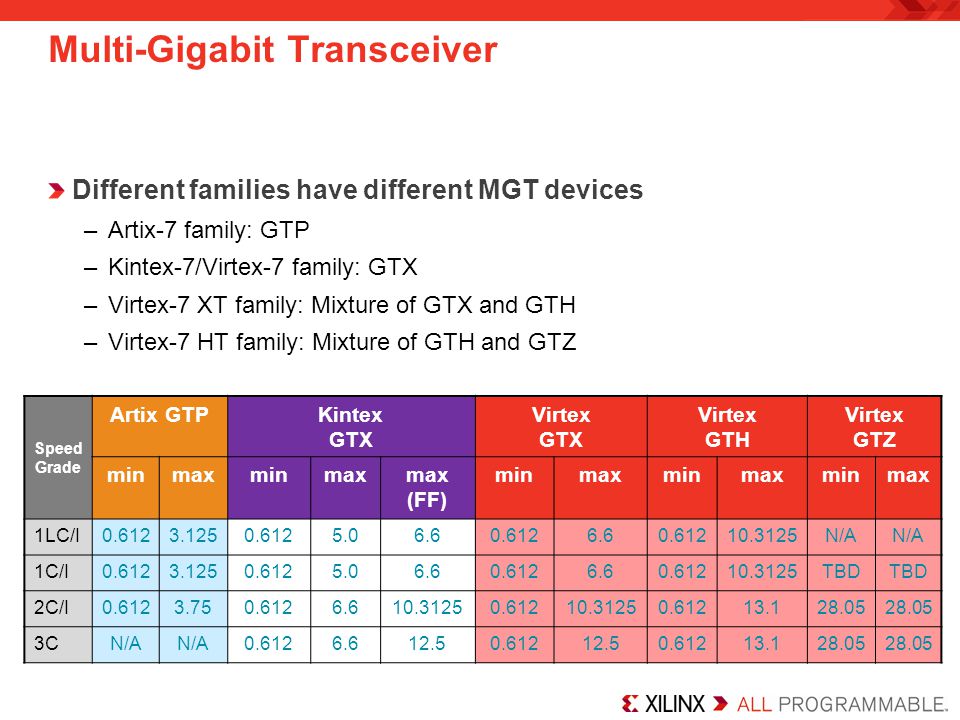 Multi-Gigabit Transceiver
Different families have different MGT devices
– Artix-7 family: GTP
– Kintex-7/Virtex-7 family: GTX
– Virtex-7 XT family: Mixture of GTX and GTH
– Virtex-7 HT family: Mixture of GTH and GTZ
Speed Grade Artix GTP Kintex GTX Virtex GTX Virtex GTH Virtex GTZ
min max min max max (FF) min max min max min max
1LC/I 0.612 3.125 0.612 5.0 6.6 0.612 6.6 0.612 10.3125 N/A N/A
1C/I 0.612 3.125 0.612 5.0 6.6 0.612 6.6 0.612 10.3125 TBD TBD
2C/I 0.612 3.75 0.612 6.6 10.3125 0.612 10.3125 0.612 13.1 28.05 28.05
3C N/A N/A 0.612 6.6 12.5 0.612 12.5 0.612 13.1 28.05 28.05
XILINX ALL PROGRAMMABLE.